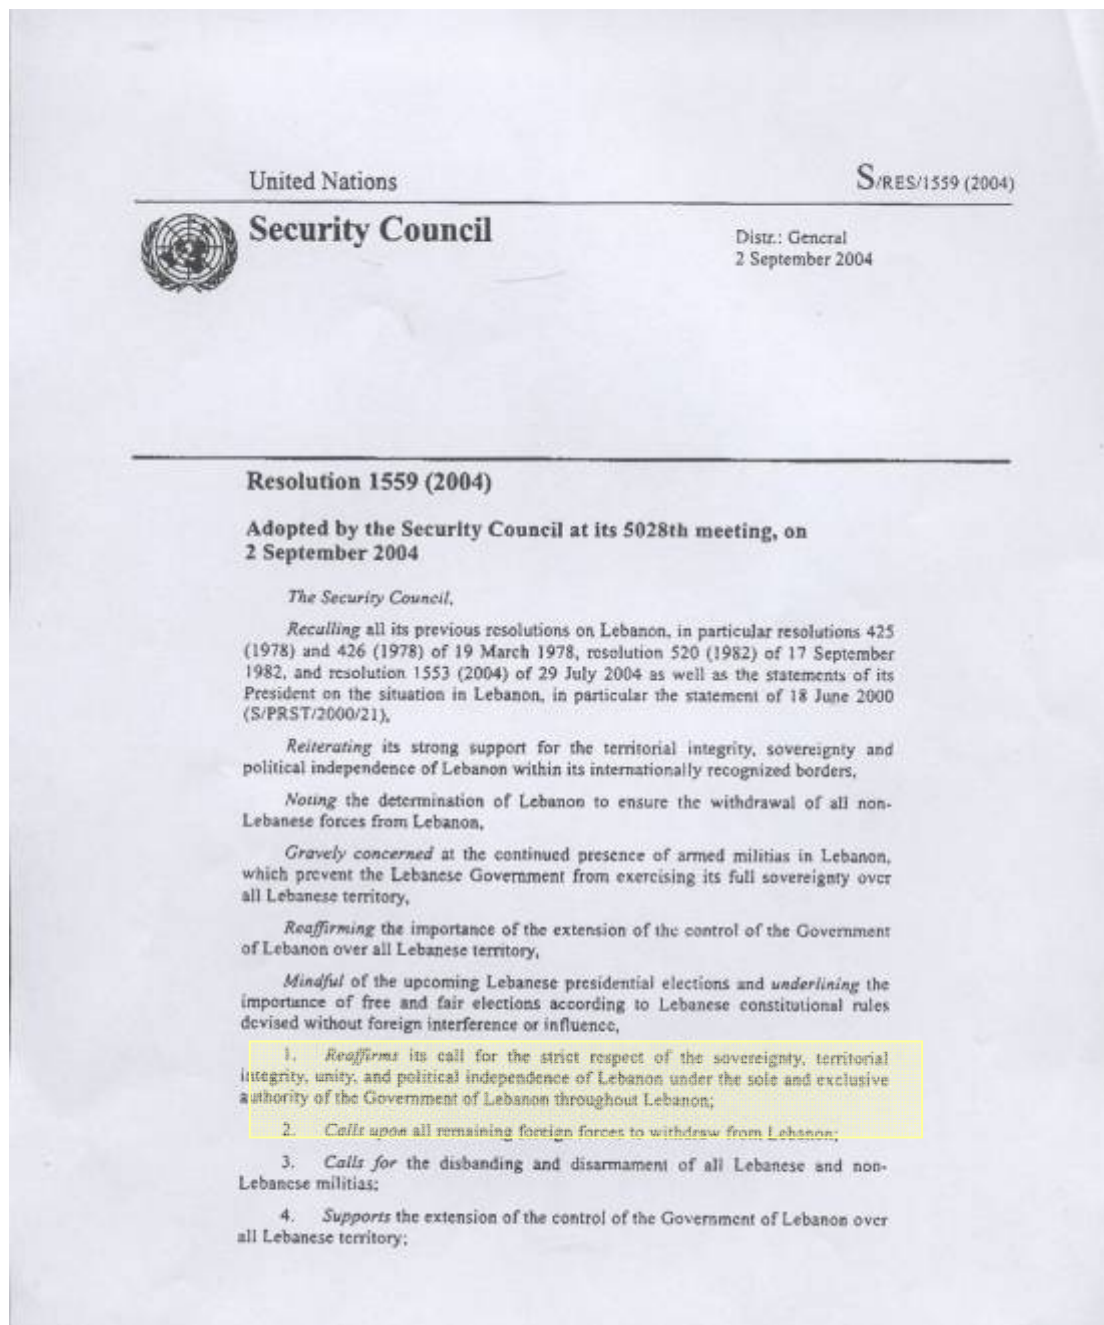 United Nations
S/RES/1559 (2004)
Security Council
Distr.: General
2 September 2004
Resolution 1559 (2004)
Adopted by the Security Council at its 5028th meeting, on
2 September 2004
The Security Council,
Recalling all its previous resolutions on Lebanon, in particular resolutions 425
(1978) and 426 (1978) of 19 March 1978, resolution 520 (1982) of 17 September
1982, and resolution 1553 (2004) of 29 July 2004 as well as the statements of its
President on the situation in Lebanon, in particular the statement of 18 June 2000
(S/PRST/2000/21),
Reiterating its strong support for the territorial integrity, sovereignty and
political independence of Lebanon within its internationally recognized borders,
Noting the determination of Lebanon to ensure the withdrawal of all non-
Lebanese forces from Lebanon,
Gravely concerned at the continued presence of armed militias in Lebanon,
which prevent the Lebanese Government from exercising its full sovereignty over
all Lebanese territory,
Reaffirming the importance of the extension of the control of the Government
of Lebanon over all Lebanese territory,
Mindful of the upcoming Lebanese presidential elections and underlining the
importance of free and fair elections according to Lebanese constitutional rules
devised without foreign interference or influence,
1. Reaffirms its call for the strict respect of the sovereignty, territorial
integrity, unity, and political independence of Lebanon under the sole and exclusive
authority of the Government of Lebanon throughout Lebanon;
2. Calls upon all remaining foreign forces to withdraw from Lebanon;
3. Calls for the disbanding and disarmament of all Lebanese and non-
Lebanese militias;
4. Supports the extension of the control of the Government of Lebanon over
all Lebanese territory;